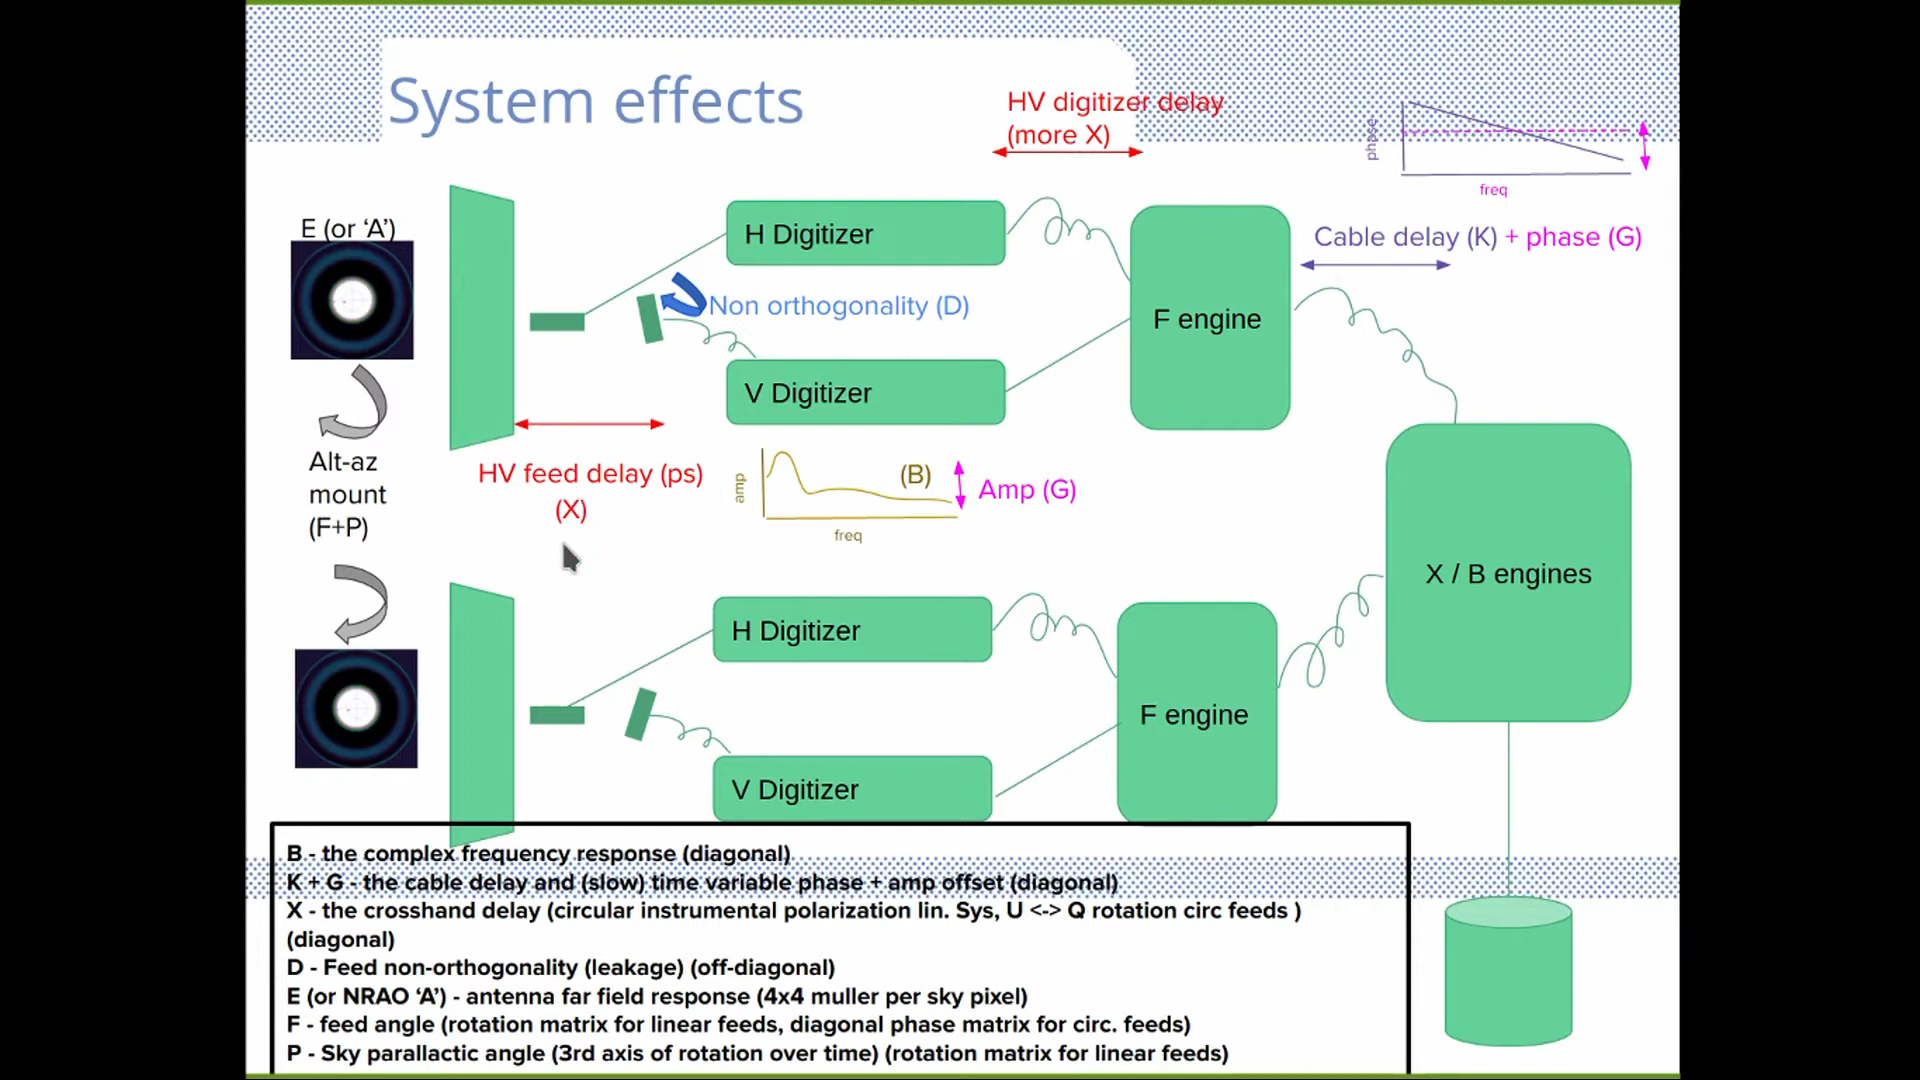 System effects
HV digitizer delay
(more X)
phase
freq
E (or ‘A’)
H Digitizer
Cable delay (K) + phase (G)
Non orthogonality (D)
F engine
V Digitizer
Alt-az
mount
(F+P)
HV feed delay (ps)
(X)
amp
(B)
freq
Amp (G)
X / B engines
H Digitizer
F engine
V Digitizer
B - the complex frequency response (diagonal)
K + G - the cable delay and (slow) time variable phase + amp offset (diagonal)
X - the crosshand delay (circular instrumental polarization lin. Sys, U <-> Q rotation circ feeds )
(diagonal)
D - Feed non-orthogonality (leakage) (off-diagonal)
E (or NRAO ‘A’) - antenna far field response (4x4 muller per sky pixel)
F - feed angle (rotation matrix for linear feeds, diagonal phase matrix for circ. feeds)
P - Sky parallactic angle (3rd axis of rotation over time) (rotation matrix for linear feeds)